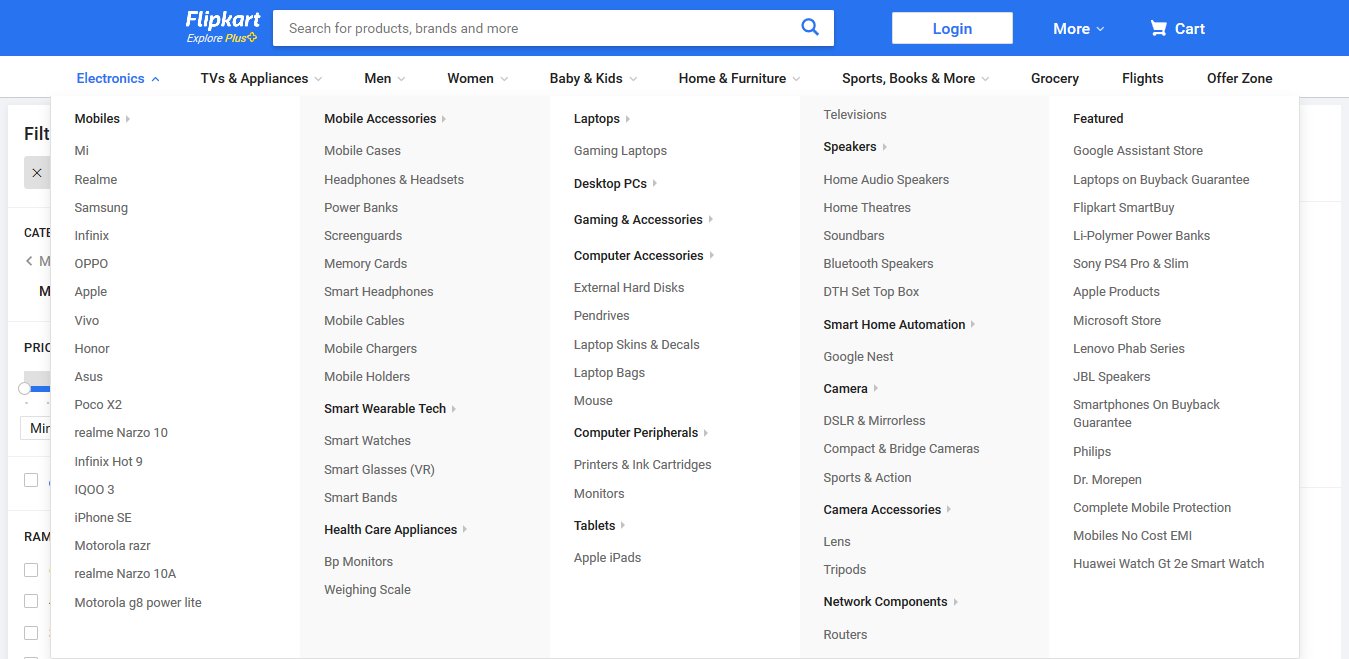 Flipkart
Explore Plus
Search for products, brands and more
Login
More
Cart
Electronics
TVs & Appliances
Men
Women
Baby & Kids
Home & Furniture
Sports, Books & More
Grocery
Flights
Offer Zone
Filt
CATE
M
M
PRIC
Min
RAM
Mobiles
Mi
Realme
Samsung
Infinix
OPPO
Apple
Vivo
Honor
Asus
Poco X2
realme Narzo 10
Infinix Hot 9
IQOO 3
iPhone SE
Motorola razr
realme Narzo 10A
Motorola g8 power lite
Mobile Accessories
Mobile Cases
Headphones & Headsets
Power Banks
Screenguards
Memory Cards
Smart Headphones
Mobile Cables
Mobile Chargers
Mobile Holders
Smart Wearable Tech
Smart Watches
Smart Glasses (VR)
Smart Bands
Health Care Appliances
Bp Monitors
Weighing Scale
Laptops
Gaming Laptops
Desktop PCs
Gaming & Accessories
Computer Accessories
External Hard Disks
Pendrives
Laptop Skins & Decals
Laptop Bags
Mouse
Computer Peripherals
Printers & Ink Cartridges
Monitors
Tablets
Apple iPads
Televisions
Speakers
Home Audio Speakers
Home Theatres
Soundbars
Bluetooth Speakers
DTH Set Top Box
Smart Home Automation
Google Nest
Camera
DSLR & Mirrorless
Compact & Bridge Cameras
Sports & Action
Camera Accessories
Lens
Tripods
Network Components
Routers
Featured
Google Assistant Store
Laptops on Buyback Guarantee
Flipkart SmartBuy
Li-Polymer Power Banks
Sony PS4 Pro & Slim
Apple Products
Microsoft Store
Lenovo Phab Series
JBL Speakers
Smartphones On Buyback
Guarantee
Philips
Dr. Morepen
Complete Mobile Protection
Mobiles No Cost EMI
Huawei Watch Gt 2e Smart Watch